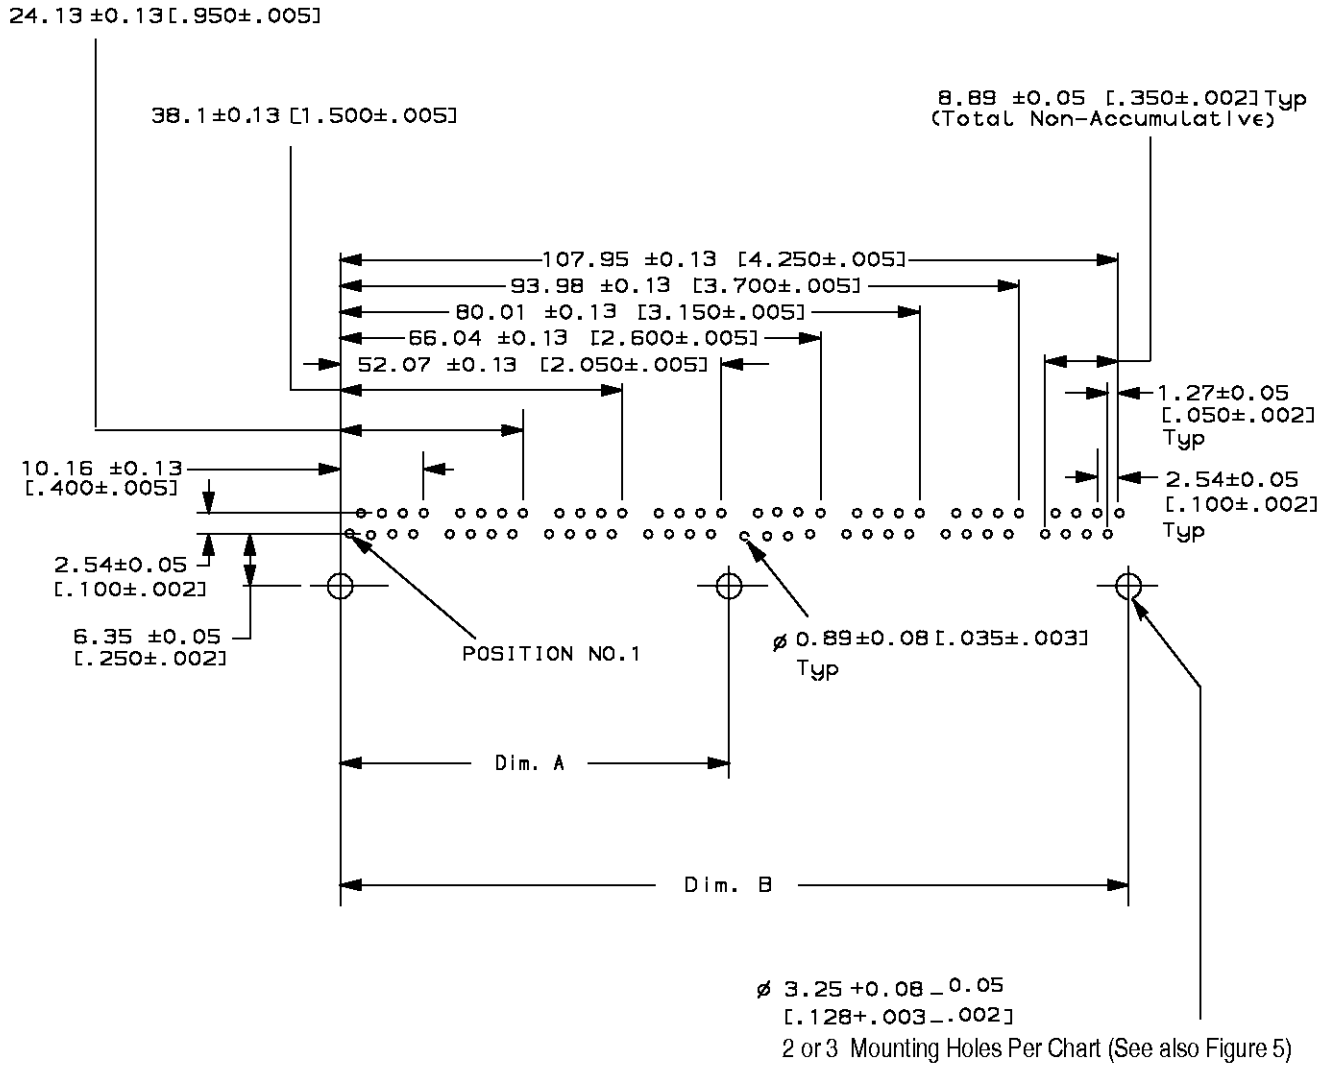 24.13 ±0.13 [.950±.005]
38.1 ±0.13 [1.500±.005]
8.89 ±0.05 [.350±.002] Typ
(Total Non-Accumulative)
107.95 ±0.13 [4.250±.005]
93.98 ±0.13 [3.700±.005]
80.01 ±0.13 [3.150±.005]
66.04 ±0.13 [2.600±.005]
52.07 ±0.13 [2.050±.005]
1.27±0.05
[.050±.002]
Typ
10.16 ±0.13
[.400±.005]
2.54±0.05
[.100±.002]
Typ
2.54±0.05
[.100±.002]
6.35 ±0.05
[.250±.002]
POSITION NO.1
ø 0.89±0.08 [.035±.003]
Typ
Dim. A
Dim. B
ø 3.25 +0.08 _ 0.05
[.128+.003_.002]
2 or 3 Mounting Holes Per Chart (See also Figure 5)